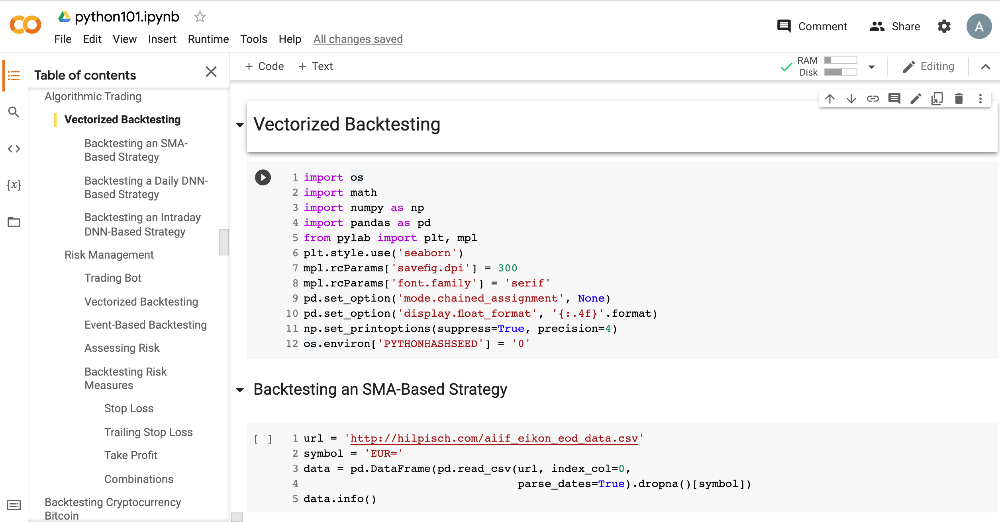 python101.ipynb
File Edit View Insert Runtime Tools Help All changes saved
Comment Share A
Table of contents
Algorithmic Trading
Vectorized Backtesting
Backtesting an SMA-
Based Strategy
Backtesting a Daily DNN-
Based Strategy
Backtesting an Intraday
DNN-Based Strategy
Risk Management
Trading Bot
Vectorized Backtesting
Event-Based Backtesting
Assessing Risk
Backtesting Risk
Measures
Stop Loss
Trailing Stop Loss
Take Profit
Combinations
Backtesting Cryptocurrency
Bitcoin
+ Code + Text
RAM
Disk
Editing
Vectorized Backtesting
1 import os
2 import math
3 import numpy as np
4 import pandas as pd
5 from pylab import plt, mpl
6 plt.style.use('seaborn')
7 mpl.rcParams['savefig.dpi'] = 300
8 mpl.rcParams['font.family'] = 'serif'
9 pd.set_option('mode.chained_assignment', None)
10 pd.set_option('display.float_format', '{:.4f}'.format)
11 np.set_printoptions(suppress=True, precision=4)
12 os.environ['PYTHONHASHSEED'] = '0'
Backtesting an SMA-Based Strategy
[ ] 1 url = 'http://hilpisch.com/aiif_eikon_eod_data.csv'
2 symbol = 'EUR='
3 data = pd.DataFrame(pd.read_csv(url, index_col=0,
4 parse_dates=True).dropna()[symbol])
5 data.info()